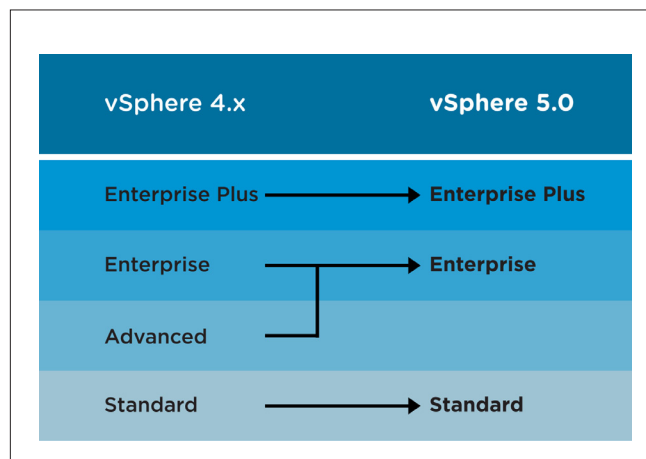 vSphere 4.x vSphere 5.0
Enterprise Plus Enterprise Plus
Enterprise Enterprise
Advanced
Standard Standard